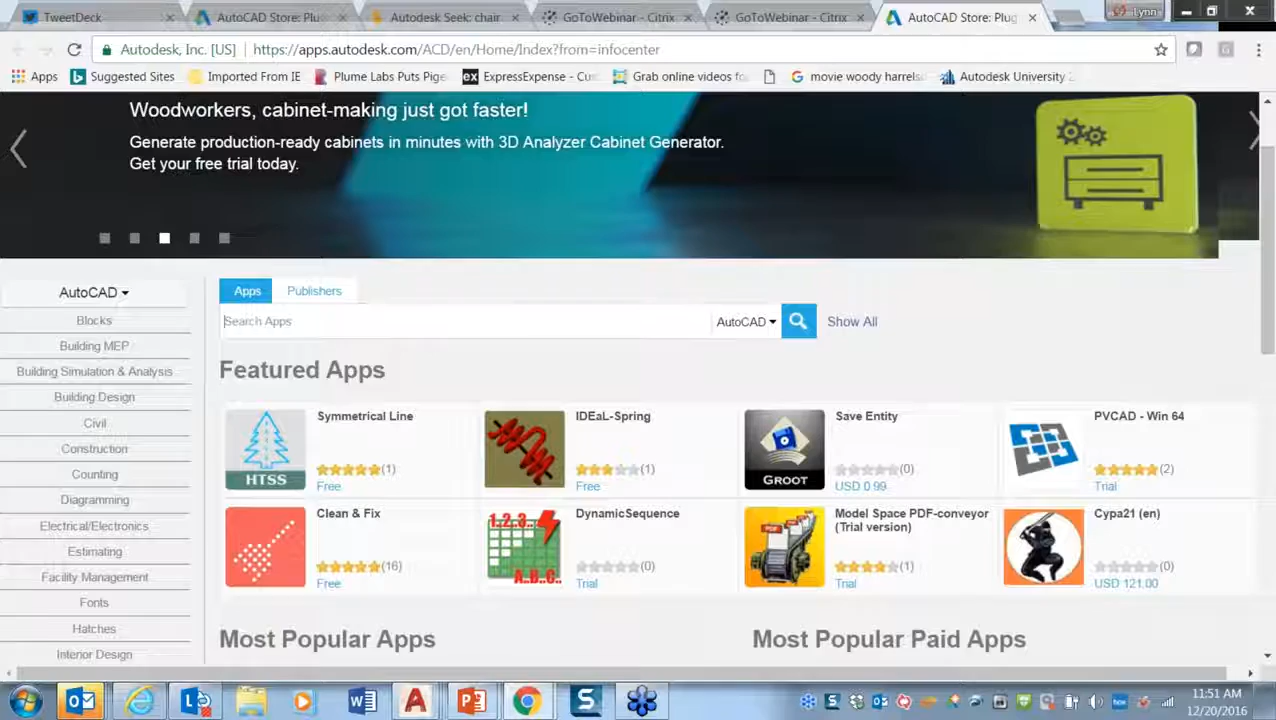 TweetDeck
AutoCAD Store: Plug
Autodesk Seek: chair
GoToWebinar - Citrix
GoToWebinar - Citrix
AutoCAD Store: Plug
Lynn
Autodesk, Inc. [US]
https://apps.autodesk.com/ACD/en/Home/Index?from=infocenter
Apps
Suggested Sites
Imported From IE
Plume Labs Puts Pige
ExpressExpense - Cu
Grab online videos fo
movie woody harrels
Autodesk University
Woodworkers, cabinet-making just got faster!
Generate production-ready cabinets in minutes with 3D Analyzer Cabinet Generator.
Get your free trial today.
AutoCAD
Blocks
Building MEP
Building Simulation & Analysis
Building Design
Civil
Construction
Counting
Diagramming
Electrical/Electronics
Estimating
Facility Management
Fonts
Hatches
Interior Design
Apps
Publishers
Search Apps
AutoCAD
Show All
Featured Apps
HTSS
Symmetrical Line
(1)
Free
IDEaL-Spring
(1)
Free
GROOT
Save Entity
(0)
USD 0.99
PVCAD - Win 64
(2)
Trial
Clean & Fix
(16)
Free
1..2..3..
A..B..C..
DynamicSequence
(0)
Trial
Model Space PDF-conveyor
(Trial version)
(1)
Trial
Cypa21 (en)
(0)
USD 121.00
Most Popular Apps
Most Popular Paid Apps
11:51 AM
12/20/2016